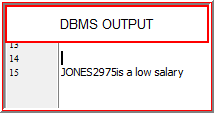 DBMS OUTPUT
13
14
15 JONES2975is a low salary